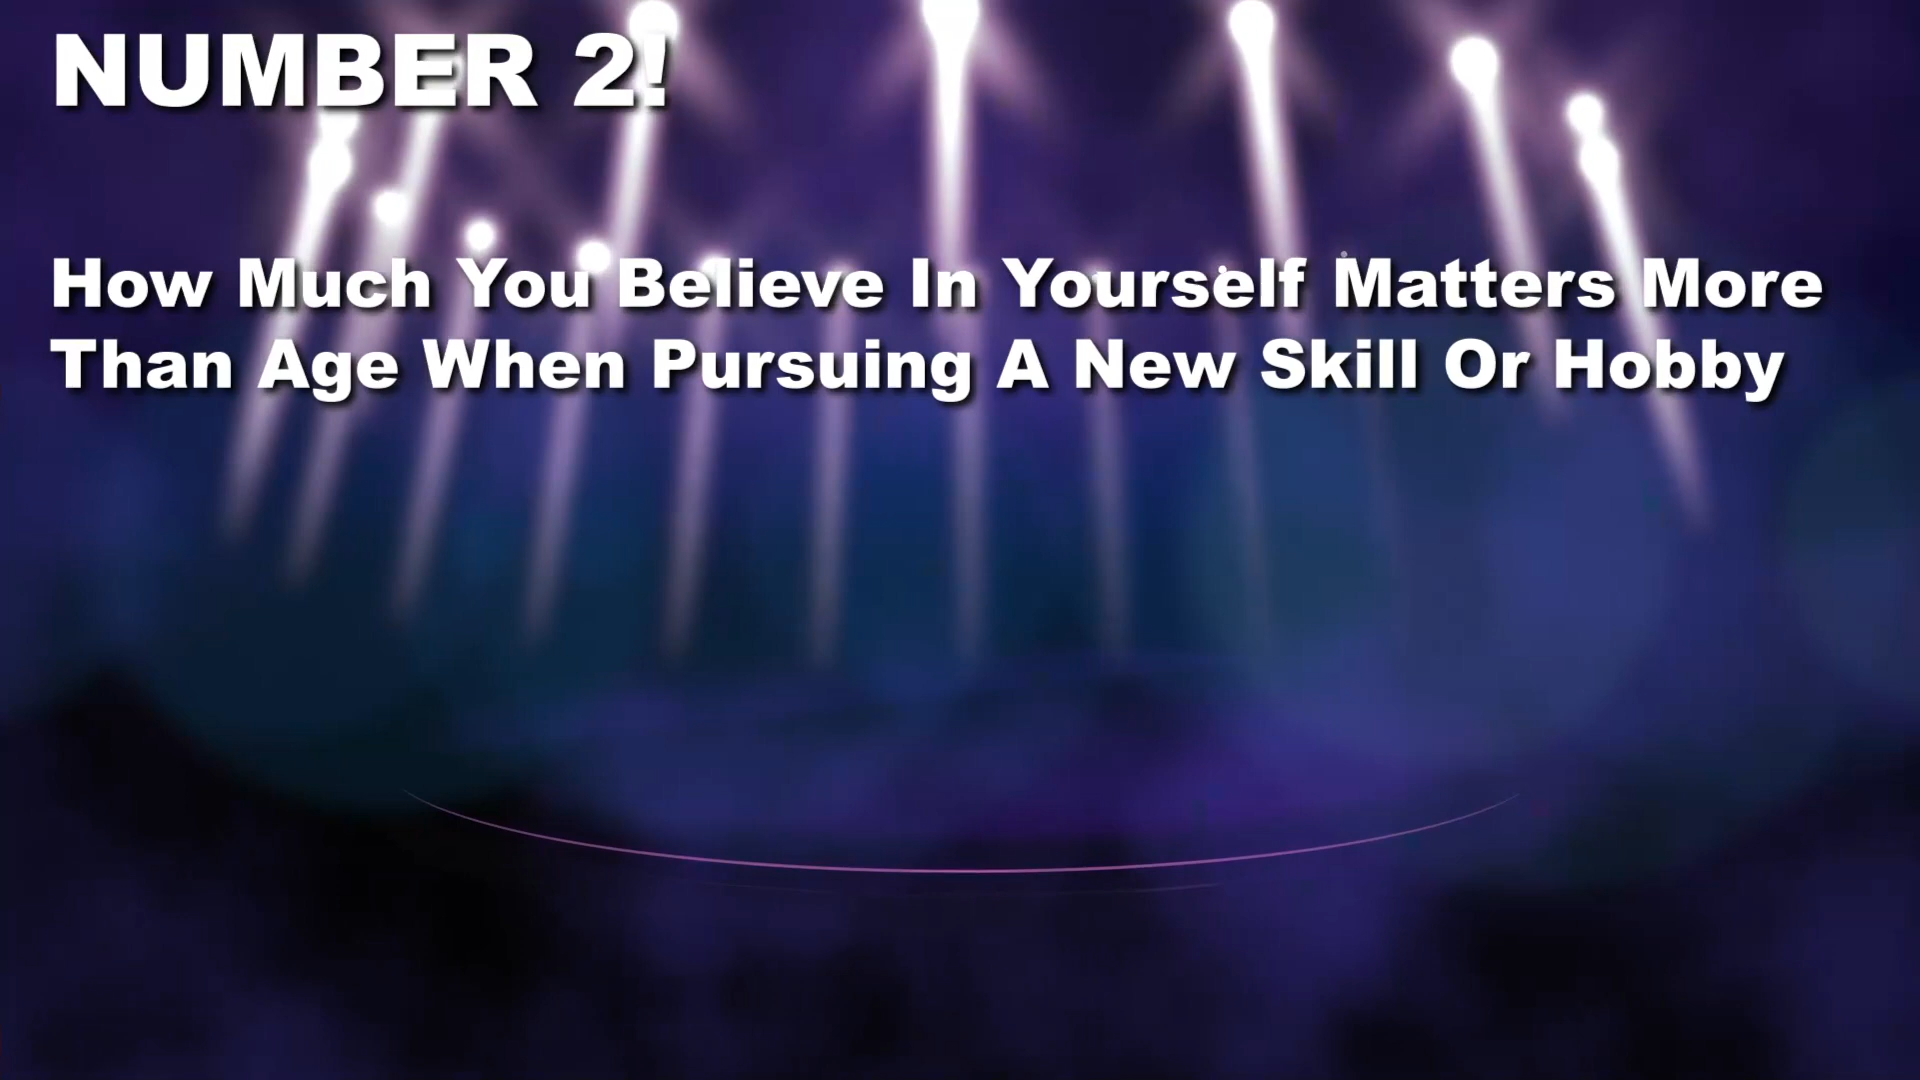 NUMBER 2!
How Much You Believe In Yourself Matters More
Than Age When Pursuing A New Skill Or Hobby